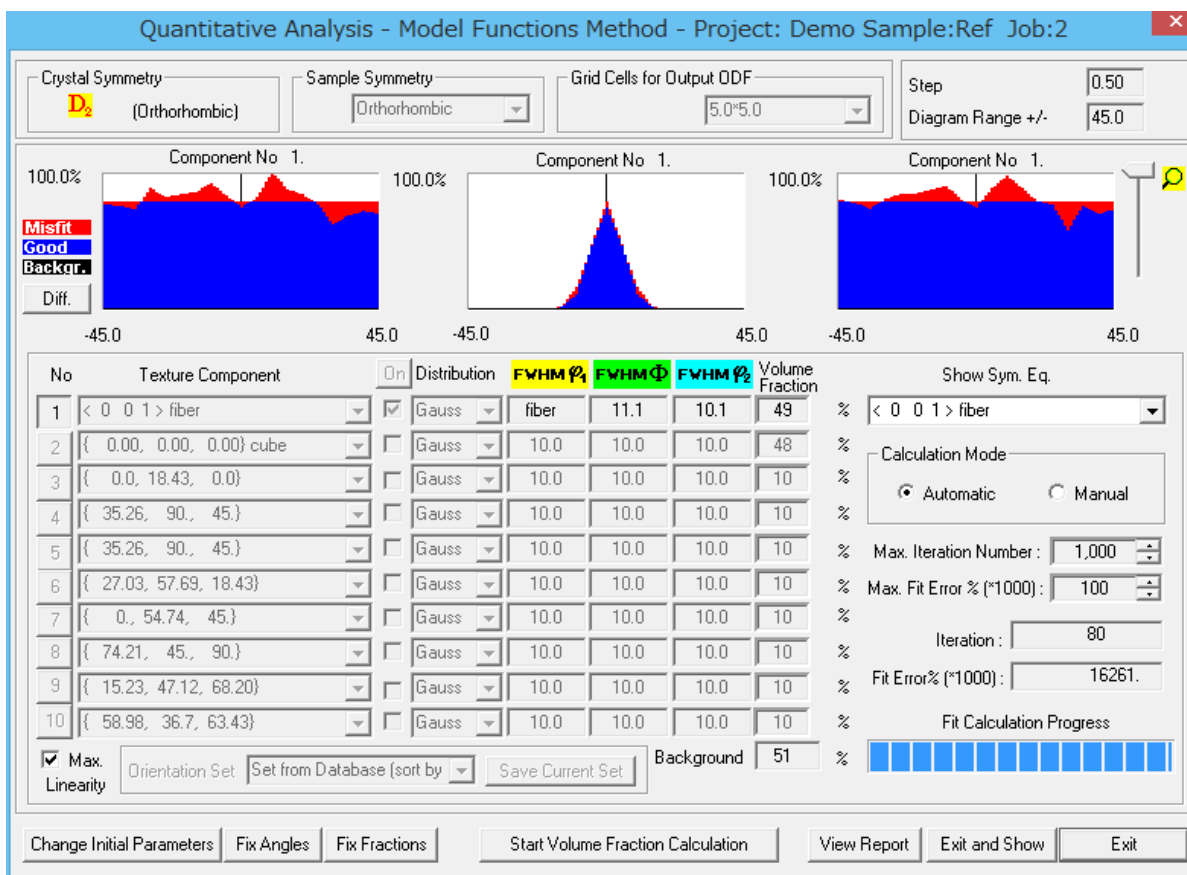 Quantitative Analysis - Model Functions Method - Project: Demo Sample:Ref Job:2
Crystal Symmetry
D2 (Orthorhombic)
Sample Symmetry
Orthorhombic
Grid Cells for Output ODF
5.0*5.0
Step 0.50
Diagram Range +/- 45.0
Component No 1.
Component No 1.
Component No 1.
100.0%
100.0%
100.0%
Misfit
Good
Backgr.
Diff.
-45.0 45.0
-45.0 45.0
-45.0 45.0
No Texture Component On Distribution FWHM φ1 FWHM Φ FWHM φ2 Volume Fraction
1 < 0 0 1 > fiber Gauss fiber 11.1 10.1 49 %
2 { 0.00, 0.00, 0.00} cube Gauss 10.0 10.0 10.0 48 %
3 { 0.0, 18.43, 0.0} Gauss 10.0 10.0 10.0 10 %
4 { 35.26, 90., 45.} Gauss 10.0 10.0 10.0 10 %
5 { 35.26, 90., 45.} Gauss 10.0 10.0 10.0 10 %
6 { 27.03, 57.69, 18.43} Gauss 10.0 10.0 10.0 10 %
7 { 0., 54.74, 45.} Gauss 10.0 10.0 10.0 10 %
8 { 74.21, 45., 90.} Gauss 10.0 10.0 10.0 10 %
9 { 15.23, 47.12, 68.20} Gauss 10.0 10.0 10.0 10 %
10 { 58.98, 36.7, 63.43} Gauss 10.0 10.0 10.0 10 %
Max. Linearity
Orientation Set Set from Database (sort by Save Current Set
Background 51 %
Show Sym. Eq.
< 0 0 1 > fiber
Calculation Mode
Automatic Manual
Max. Iteration Number : 1,000
Max. Fit Error % (*1000) : 100
Iteration : 80
Fit Error% (*1000) : 16261.
Fit Calculation Progress
Change Initial Parameters Fix Angles Fix Fractions Start Volume Fraction Calculation View Report Exit and Show Exit